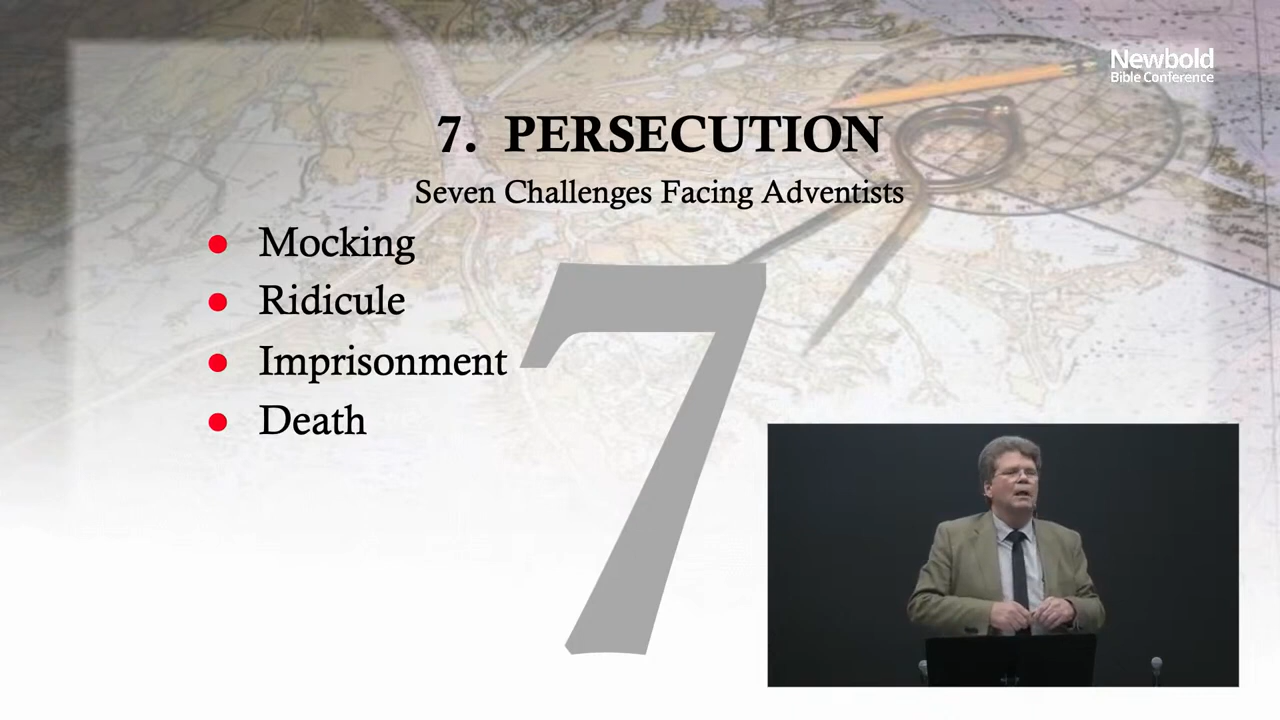 Newbold
Bible Conference
7. PERSECUTION
Seven Challenges Facing Adventists
Mocking
Ridicule
Imprisonment
Death
7